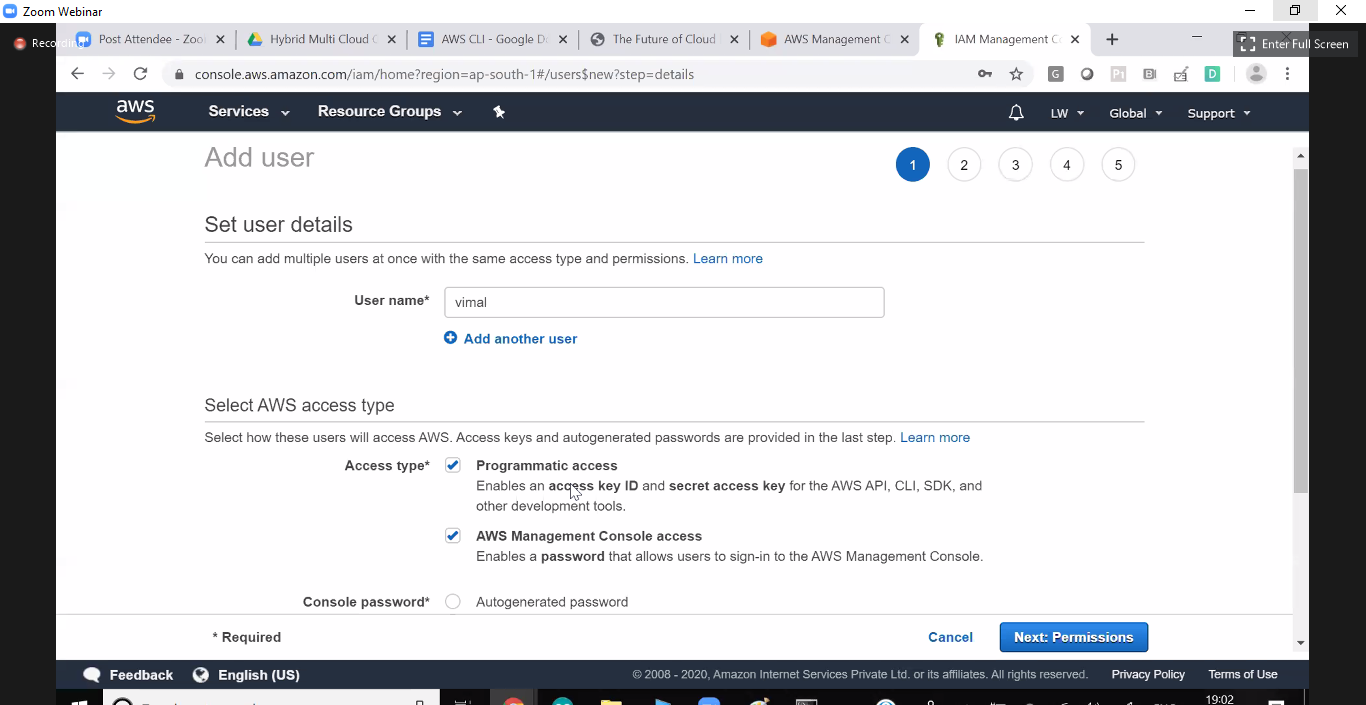 Zoom Webinar
Recording
Post Attendee - Zoo
Hybrid Multi Cloud C
AWS CLI - Google Do
The Future of Cloud
AWS Management C
IAM Management Co
Enter Full Screen
console.aws.amazon.com/iam/home?region=ap-south-1#/users$new?step=details
aws
Services
Resource Groups
LW
Global
Support
Add user
1
2
3
4
5
Set user details
You can add multiple users at once with the same access type and permissions. Learn more
User name*
vimal
Add another user
Select AWS access type
Select how these users will access AWS. Access keys and autogenerated passwords are provided in the last step. Learn more
Access type*
Programmatic access
Enables an access key ID and secret access key for the AWS API, CLI, SDK, and
other development tools.
AWS Management Console access
Enables a password that allows users to sign-in to the AWS Management Console.
Console password*
Autogenerated password
* Required
Cancel
Next: Permissions
Feedback
English (US)
© 2008 - 2020, Amazon Internet Services Private Ltd. or its affiliates. All rights reserved.
Privacy Policy
Terms of Use
19:02